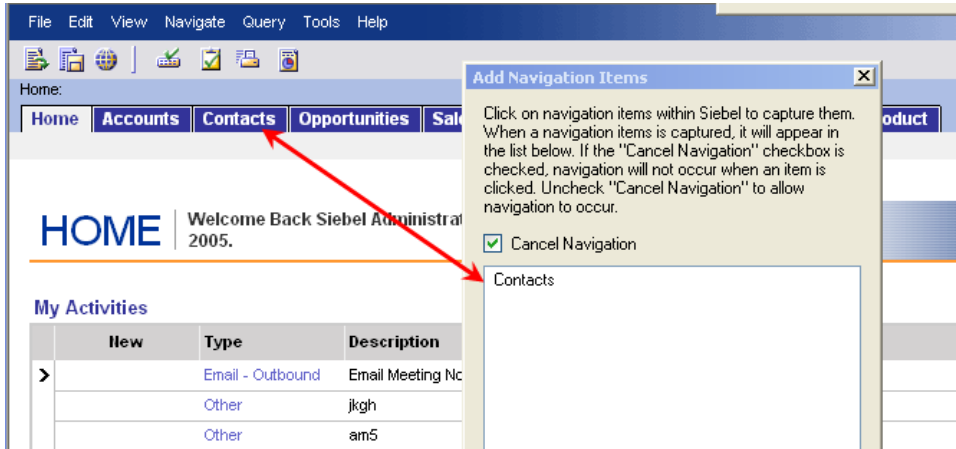 File Edit View Navigate Query Tools Help
Home:
Home Accounts Contacts Opportunities
HOME
Welcome Back Siebel
2005.
My Activities
New Type Description
Email - Outbound Email Meeting
Other jkgh
Other am5
Add Navigation Items
Click on navigation items within Siebel to capture them.
When a navigation items is captured, it will appear in
the list below. If the "Cancel Navigation" checkbox is
checked, navigation will not occur when an item is
clicked. Uncheck "Cancel Navigation" to allow
navigation to occur.
Cancel Navigation
Contacts